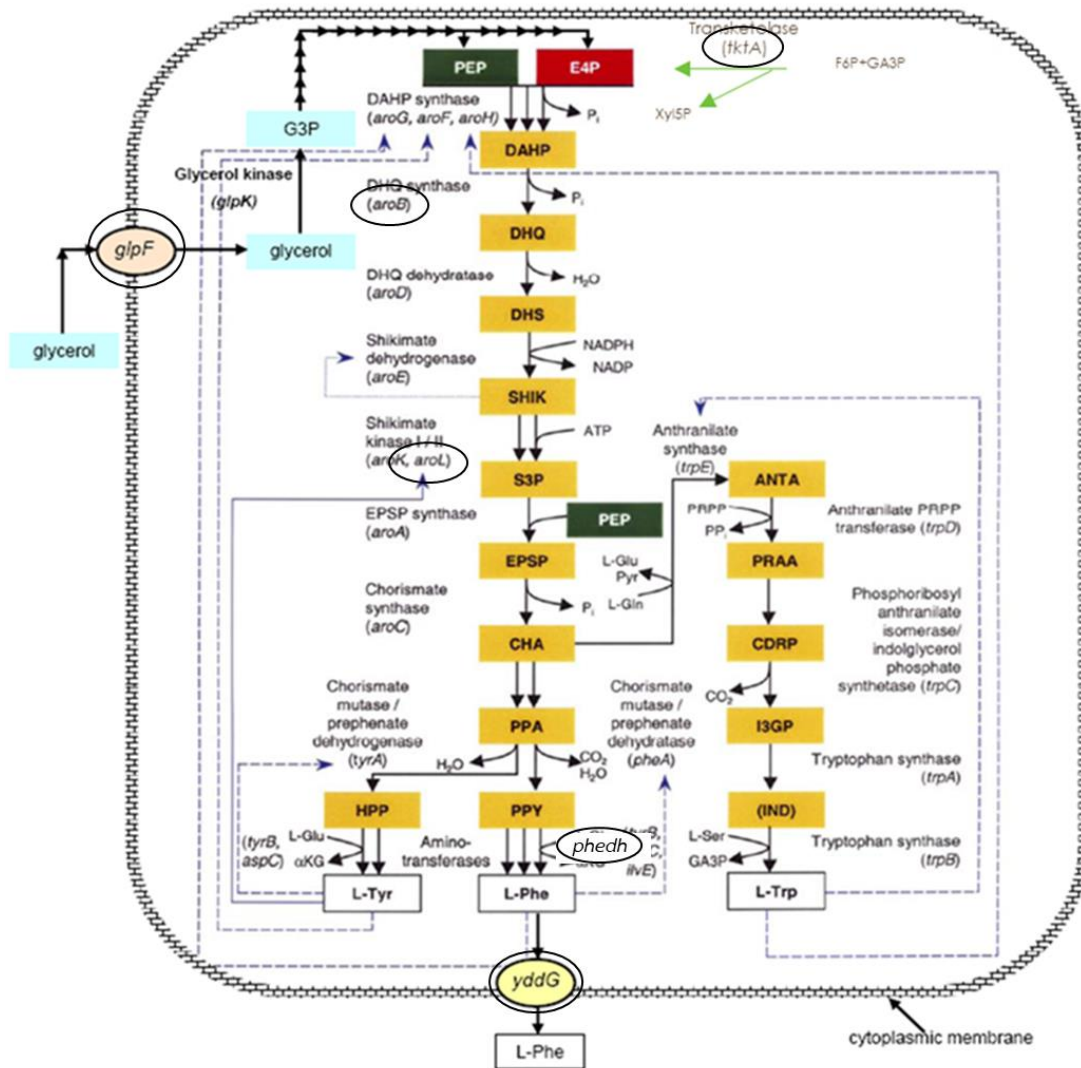 Transketolase
(tktA)
F6P+GA3P
Xyl5P
PEP
E4P
DAHP synthase
(aroG, aroF, aroH)
Pi
G3P
DAHP
Glycerol kinase
(glpK)
DHQ synthase
(aroB)
Pi
glpF
glycerol
DHQ
DHQ dehydratase
(aroD)
H2O
glycerol
DHS
Shikimate
dehydrogenase
(aroE)
NADPH
NADP
SHIK
Shikimate
kinase I / II
(aroK, aroL)
ATP
Anthranilate
synthase
(trpE)
S3P
ANTA
EPSP synthase
(aroA)
PEP
PRPP
PPi
Anthranilate PRPP
transferase (trpD)
EPSP
L-Glu
Pyr
L-Gln
PRAA
Chorismate
synthase
(aroC)
Pi
Phosphoribosyl
anthranilate
isomerase/
indolglycerol
phosphate
synthetase (trpC)
CHA
CDRP
CO2
Chorismate
mutase /
prephenate
dehydrogenase
(tyrA)
PPA
Chorismate
mutase /
prephenate
dehydratase
(pheA)
I3GP
H2O
CO2
H2O
Tryptophan synthase
(trpA)
HPP
PPY
(IND)
(tyrB,
aspC)
L-Glu
αKG
Amino-
transferases
phedh
ilvE)
L-Ser
GA3P
Tryptophan synthase
(trpB)
L-Tyr
L-Phe
L-Trp
yddG
cytoplasmic membrane
L-Phe